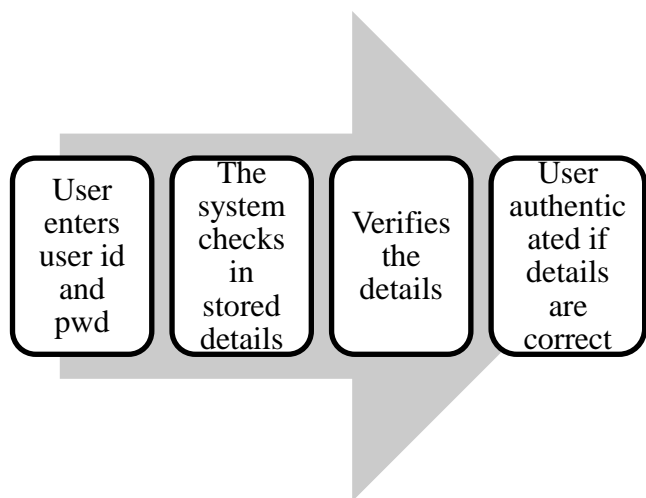 User
enters
user id
and
pwd
The
system
checks
in
stored
details
Verifies
the
details
User
authentic
ated if
details
are
correct